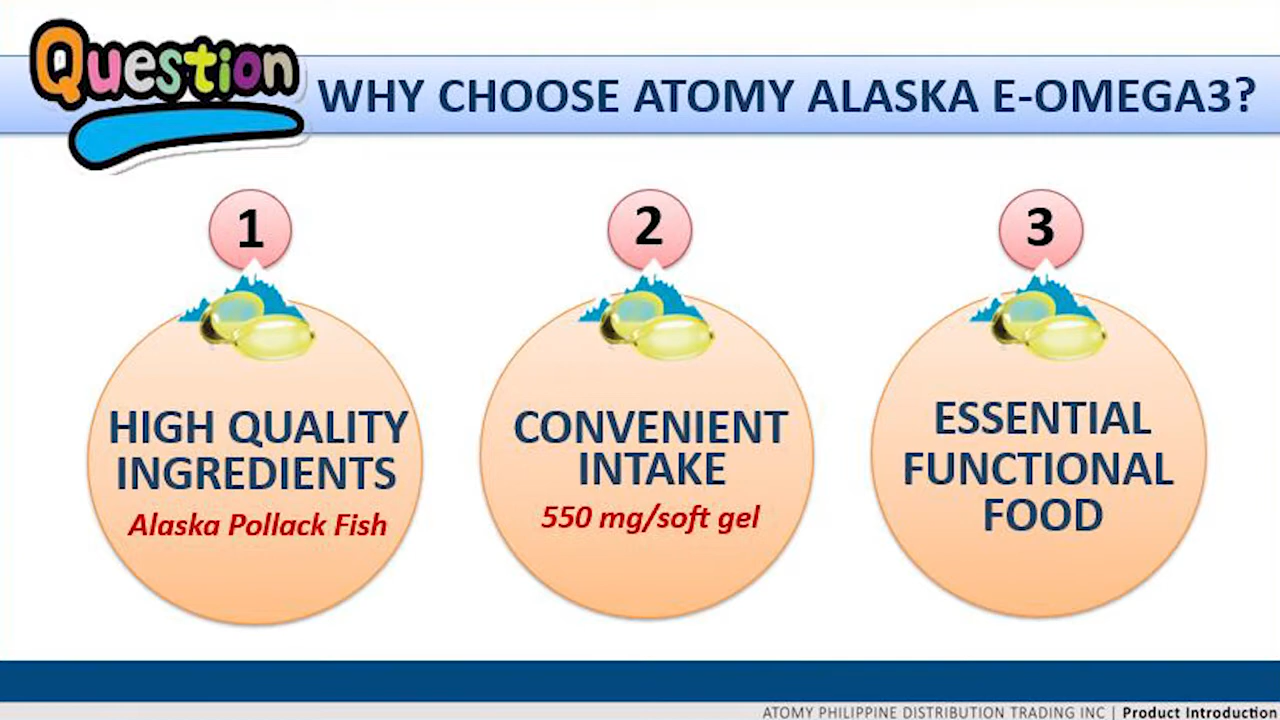 Question
WHY CHOOSE ATOMY ALASKA E-OMEGA3?
1
HIGH QUALITY
INGREDIENTS
Alaska Pollack Fish
2
CONVENIENT
INTAKE
550 mg/soft gel
3
ESSENTIAL
FUNCTIONAL
FOOD
ATOMY PHILIPPINE DISTRIBUTION TRADING INC | Product Introduction